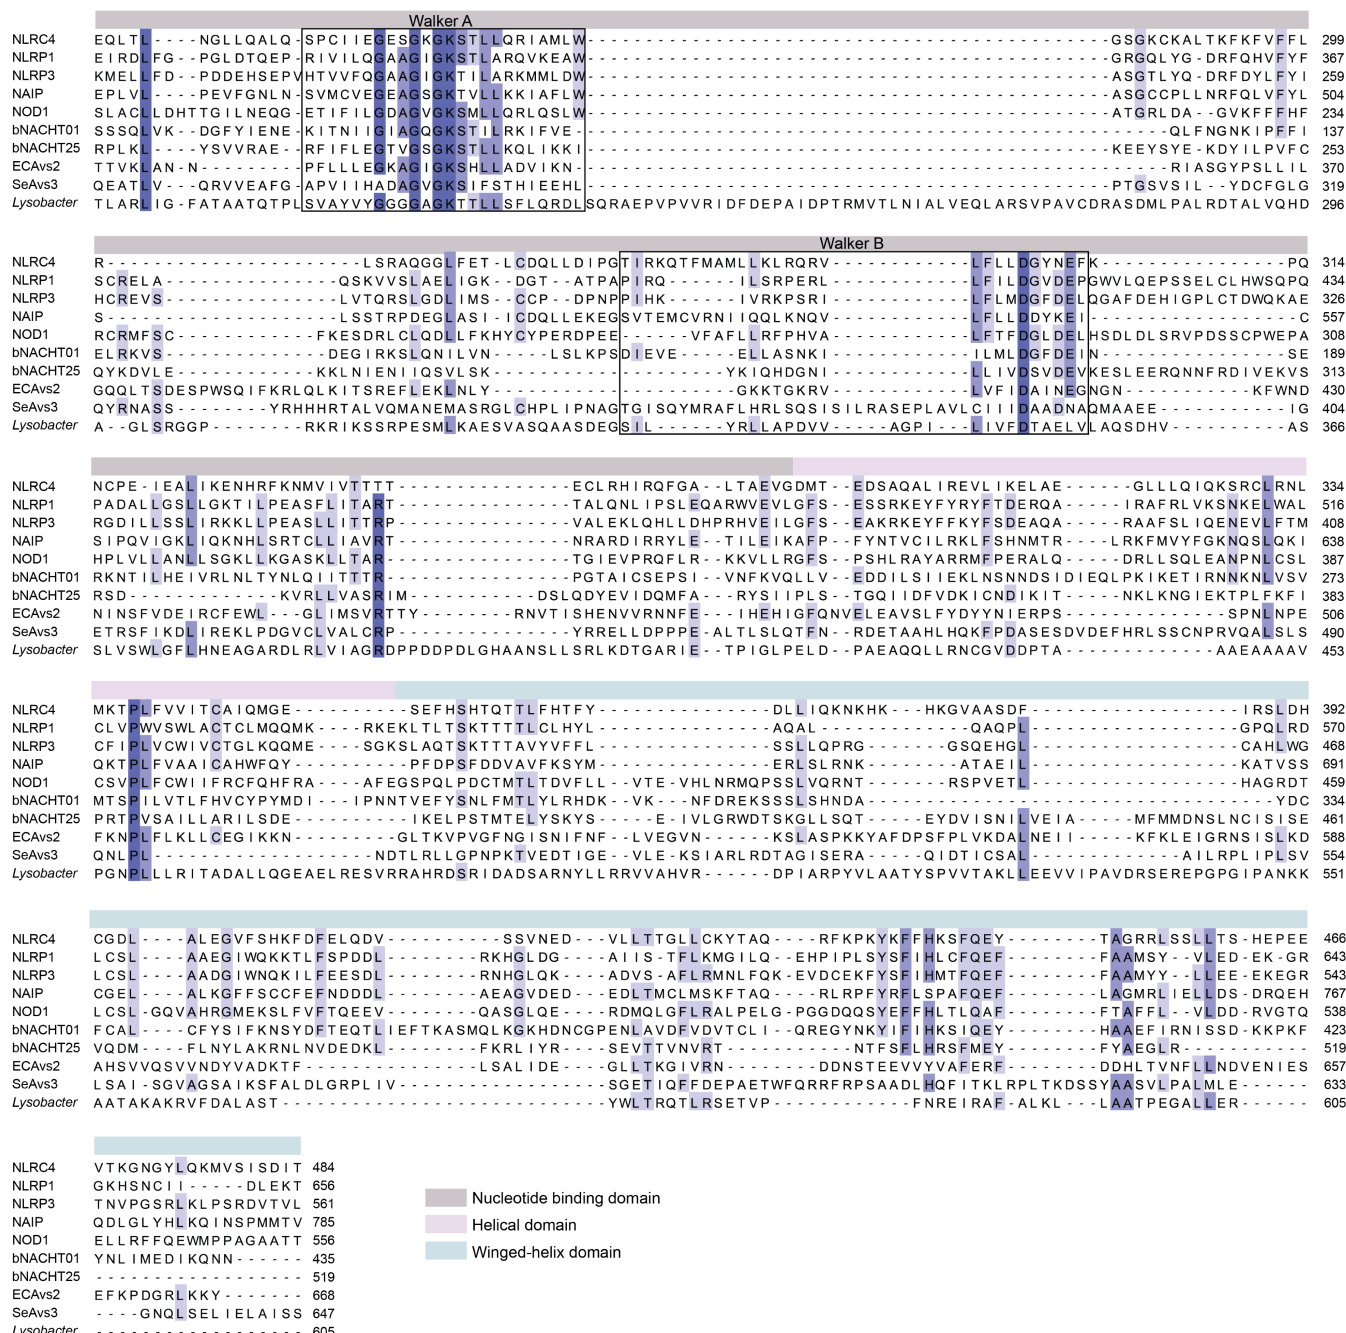 Walker A
NLRC4 EQLTL----NGLLQALQ-SPCIIEGESGKGKSTLLQRIAMLW---------------------------------------------GSGKCKALTKFKFVFFL 299
NLRP1 EIRDLFG--PGLDTQEP-RIVILQGAAGIGKSTLARQVKEAW---------------------------------------------GRGQLYG-DRFQHVFYF 367
NLRP3 KMELLFD--PDDEHSEPVHTVVFQGAAGIGKTILARKMMLDW---------------------------------------------ASGTLYQ-DRFDYLFYI 259
NAIP EPLVL----PEVFGNLN-SVMCVEGEAGSGKTVLLKKIAFLW---------------------------------------------ASGCCPLLNRFQLVFYL 504
NOD1 SLACLLDHTTGILNEQG-ETIFILGDAGVGKSMLLQRLQSLW---------------------------------------------ATGRLDA-GVKFFFHF 234
bNACHT01 SSSQLVK--DGFYIENE-KITNIIGIAGQGKSTILRKIFVE--------------------------------------------------QLFNGNKIPFFI 137
bNACHT25 RPLKL----YSVVRAE--RFIFLEGTVGSGKSTLLKQLIKKI---------------------------------------------KEEYSYE-KDYILPVFC 253
ECAvs2 TTVKLAN-N---------PFLLLEGKAGIGKSHLLADVIKN--------------------------------------------------RIASGYPSLLIL 370
SeAvs3 QEATLV---QRVVEAFG-APVIIHADAGVGKSIFSTHIEEHL---------------------------------------------PTGSVSIL--YDCFGLG 319
Lysobacter TLARLIG-FATAATQTPLSVAYVYGGGGAGKTTLLSFLQRDLSQRAEPVPVVRIDFDEPAIDPTRMVTLNIALVEQLARSVPAVCDRASDMLPALRDTALVQHD 296
Walker B
NLRC4 R----------------------LSRAQGGLFET-LCDQLLDIPGTIRKQTFMAMLLKLRQRV------------LFLLDGYNEFK-----------------PQ 314
NLRP1 SCRELA---------------QSKVVSLAELIGK--DGT--ATPAPIRQ-------ILSRPERL------------LFILDGVDEPGWVLQEPSSELCLHWSQPQ 434
NLRP3 HCREVS---------------LVTQRSLGDLIMS--CCP--DPNPPIHK-------IVRKPSRI------------LFLMDGFDELQGAFDEHIGPLCTDWQKAE 326
NAIP S----------------------LSSTRPDEGLASI-ICDQLLEKEGSVTEMCVRNIIQQLKNQV------------LFLLDDYKEI------------------C 557
NOD1 RCRMFSC------------FKESDRLCLQDLLFKHYCYPERDPEE-----VFAFLLRFPHVA------------LFTFDGLDELHSDLDLSRVPDSSCPWEPA 308
bNACHT01 ELRKVS--------------DEGIRKSLQNILVN-----LSLKPSDIEVE------ELLASNKI------------ILMLDGFDEIN-----------------SE 189
bNACHT25 QYKDVLE-------------KKLNIENIIQSVLSK----------------YKIQHDGNI------------LLIVDSVDEVKESLEERQNNFRDIVEKVS 313
ECAvs2 GQQLTSDESPWSQIFKRLQLKITSREFLEKLNLY-----------------GKKTGKRV------------LVFIDAINEGNGN-----------KFWND 430
SeAvs3 QYRNASS--------YRHHHRTALVQMANEMASRGLCHPLIPNAGTGISQYMRAFLHRLSQSISILRASEPLAVLCIIIDAADNAQMAAEE-------IG 404
Lysobacter A--GLSRGGP---------RKRIKSSRPESMLKAESVASQAASDEGSIL-------YRLLAPDVV-----AGPI---LIVFDTAELVLAQSDHV------AS 366
NLRC4 NCPE-IEALIKENHRFKNMVIVTTTT---------------ECLRHIRQFGA--LTAEVGDMT--EDSAQALIREVLIKELAE------GLLLQIQKSRCLRNL 334
NLRP1 PADALLGSLLGKTILPEASFLITART---------------TALQNLIPSLEQARWVEVLGFS---ESSRKEYFYRYFTDERQA------IRAFRLVKSNKELWAL 516
NLRP3 RGDILLSSLIRKKLLPEASLLITTRP---------------VALEKLQHLLDHPRHVEILGFS---EAKRKEYFFKYFSDEAQA------RAAFSLIQENEVLFTM 408
NAIP SIPQVIGKLIQKNHLSRTCLLIAVRT---------------NRARDIRRYLE--TILEIKAFP---FYNTVCILRKLFSHNMTR------LRKFMVYFGKNQSLQKI 638
NOD1 HPLVLLANLLSGKLLKGASKLLTAR---------------TGIEVPRQFL--RKKVLLRGFS---PSHLRAYARRMFPERALQ------DRLLSQLEANPNLCSL 387
bNACHT01 RKNTILHEIVRLNLTYNLQIITTTR---------------PGTAICSEPSI---VNFKVQLLV---EDDILSIIEKLNSNNDSIDIEQLPKIKETIRNNKNLVSV 273
bNACHT25 RSD----------KVRLLVASRIM------------DSLQDYEVIDQMFA---RYSIIPLS---TGQIIDFVDKICNDIKIT-----NKLKNGIEKTPLFKFI 383
ECAvs2 NINSFVDEIRCFEWL--GLIMSVRTTY-----------RNVTISHENVVRNNFE---IHEHIGFQNVELEAVSLFYDYYNIERPS-------------SPNLNPE 506
SeAvs3 ETRSFIKDLIREKLPDGVCLVALCRP---------------YRRELLDPPPE-ALTLSLQTFN---RDETAAHLHQKFPDASESDVDEFHRLSSCNPRVQALSLS 490
Lysobacter SLVSWLGFLHNEAGARDLRLVIAGRDPPDDPDLGHAANSLLSRLKDTGARIE--TPIGLPELD---PAEAQQLLRNCGVDDPTA-------------AAEAAAAV 453
NLRC4 MKTPLFVVITCAIQMGE----------SEFHSHTQTTLFHTFY---------------DLLIQKNKHK---HKGVAASDF------------------IRSLDH 392
NLRP1 CLVPWVSWLACTCLMQQMK-----RKEKLTLTSKTTTTLCLHYL---------------AQAL-----------QAQPL-------------------GPQLRD 570
NLRP3 CFIPLVCWIVCTGLKQQME-----SGKSLAQTSKTTTAVYVFFL---------------SSLLQPRG------GSQEHGL------------------CAHLWG 468
NAIP QKTPLFVAAICAHWFQY----------PFDPSFDDVAVFKSYM---------------ERLSLRNK-------ATAEIL------------------KATVSS 691
NOD1 CSVPLFCWIIFRCFQHFRA----AFEGSPQLPDCTMTLTDVFLL---VTE-VHLNRMQPSSLVQRNT-----RSPVETL------------------HAGRDT 459
bNACHT01 MTSPILVTLFHVCYPYMDI----IPNNTVEFYSNLFMTLYLRHDK---VK---NFDREKSSSLSHNDA-----------------------------YDC 334
bNACHT25 PRTPVSAILLARILSDE----------IKELPSTMTELYSKYS------EIVLGRWDTSKGLLSQT------EYDVISNILVEIA----MFMMDNSLNCISISE 461
ECAvs2 FKNPLFLKLLCEGIKKN-----GLTKVPVGFNGISNIFNF---LVEGVN-------KSLASPKKYAFDPSFPLVKDALNEII------KFKLEIGRNSISLKD 588
SeAvs3 QNLPL-----------------NDTLRLLGPNPKTVEDTIGE---VLE-KSIARLRDTAGISERA------QIDTICSAL--------------AILRPLIPLSV 554
Lysobacter PGNPLLLRITADALLQGEAELRESVRRAHRDSRIDADSARNYLLRRVVAHVR------DPIARPYVLAATYSPVVTAKLLEEVVIPAVDRSEREPGPGIPANKK 551
NLRC4 CGDL----ALEGVFSHKFDFELQDV---------SSVNED-----VLLTTGLLCKYTAQ-----RFKPKYKFFHKSFQEY--------TAGRRLSSLLTS-HEPEE 466
NLRP1 LCSL----AAEGIWQKKTLFSPDDL--------RKHGLDG-----AIIS-TFLKMGILQ---EHPIPLSYSFIHLCFQEF--------FAAMSY---VLED-EK-GR 643
NLRP3 LCSL----AADGIWNQKILFEESDL--------RNHGLQK-----ADVS-AFLRMNLFQK-EVDCEKFYSFIHMTFQEF--------FAAMYY---LLEE-EKEGR 543
NAIP CGEL----ALKGFFSCCFEFNDDDL--------AEAGVDED----EDLTMCLMSKFTAQ-----RLRPFYRFLSPAFQEF--------LAGMRLIELLDS-DRQEH 767
NOD1 LCSLGQVAHRGMEKSLFVFTQEEV--------QASGLQE-----RDMQLGFLRALPELG-PGGDQQSYEFFHLTLQAF--------FTAFFL---VLD-DRVGTQ 538
bNACHT01 FCAL----CFYSIFKNSYDFTEQTLIEFTKASMQLKGKHDNCGPENLAVDFVDVTCLI--QREGYNKYIFIHKSIQEY--------HAAEFIRNISSD-KKPKF 423
bNACHT25 VQDM----FLNYLAKRNLNVDEDKL--------FKRLIYR-----SEVTTVNVRT-----------NTFSFLHRSFMEY--------FYAEGLR------------ 519
ECAvs2 AHSVVQSVVNDYVADKTF---------------LSALIDE----GLLTKGIVRN-------DDNSTEEVVYVAFERF--------DDHLTVNFLLNDVENIES 657
SeAvs3 LSAI-SGVAGSAIKSFALDLGRPLIV-----------------SGETIQFFDEPAETWFQRRFRPSAADLHQFITKLRPLTKDSSYAASVLPALMLE------ 633
Lysobacter AATAKAKRVFDALAST---------------------------YWLTRQTLRSETVP------------FNREIRAF-ALKL---LAATPEGALLER------ 605
NLRC4 VTKGNGYLQKMVSISDIT 484
NLRP1 GKHSNCII-----DLEKT 656
NLRP3 TNVPGSRLKLPSRDVTVL 561
NAIP QDLGLYHLKQINSPMMTV 785
NOD1 ELLRFFQEWMPPAGAATT 556
bNACHT01 YNLIMEDIKQNN------ 435
bNACHT25 ------------------ 519
ECAvs2 EFKPDGRLKKY------- 668
SeAvs3 ----GNQLSELIELAISS 647
Lysobacter ------------------ 605
Nucleotide binding domain
Helical domain
Winged-helix domain